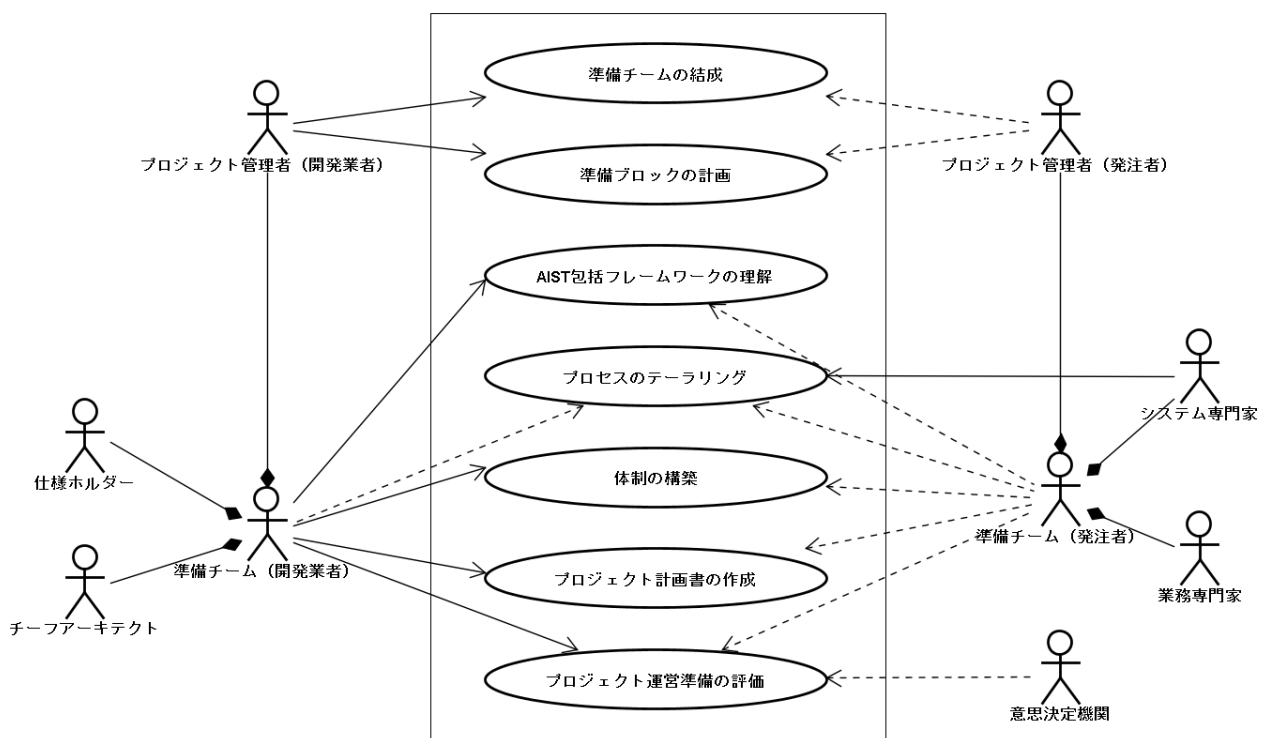 準備チームの結成
プロジェクト管理者（開発業者）
プロジェクト管理者（発注者）
準備ブロックの計画
AIST包括フレームワークの理解
プロセスのテーラリング
システム専門家
仕様ホルダー
体制の構築
準備チーム（発注者）
準備チーム（開発業者）
プロジェクト計画書の作成
業務専門家
チーフアーキテクト
プロジェクト運営準備の評価
意思決定機関